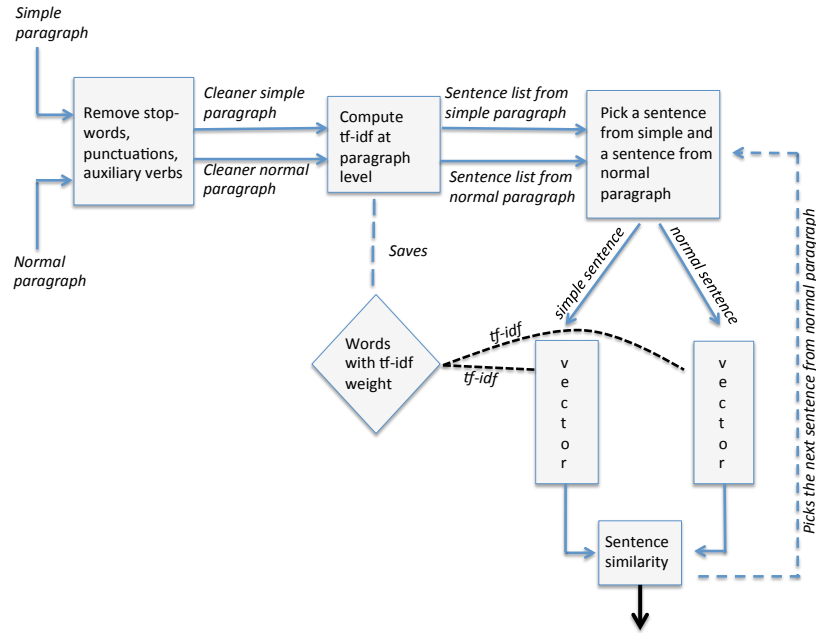 Simple
paragraph
Remove stop-
words,
punctuations,
auxiliary verbs
Normal
paragraph
Cleaner simple
paragraph
Cleaner normal
paragraph
Compute
tf-idf at
paragraph
level
Sentence list from
simple paragraph
Sentence list from
normal paragraph
Pick a sentence
from simple and
a sentence from
normal
paragraph
Saves
Words
with tf-idf
weight
tf-idf
tf-idf
simple sentence
normal sentence
vector
vector
Sentence
similarity
Picks the next sentence from normal paragraph